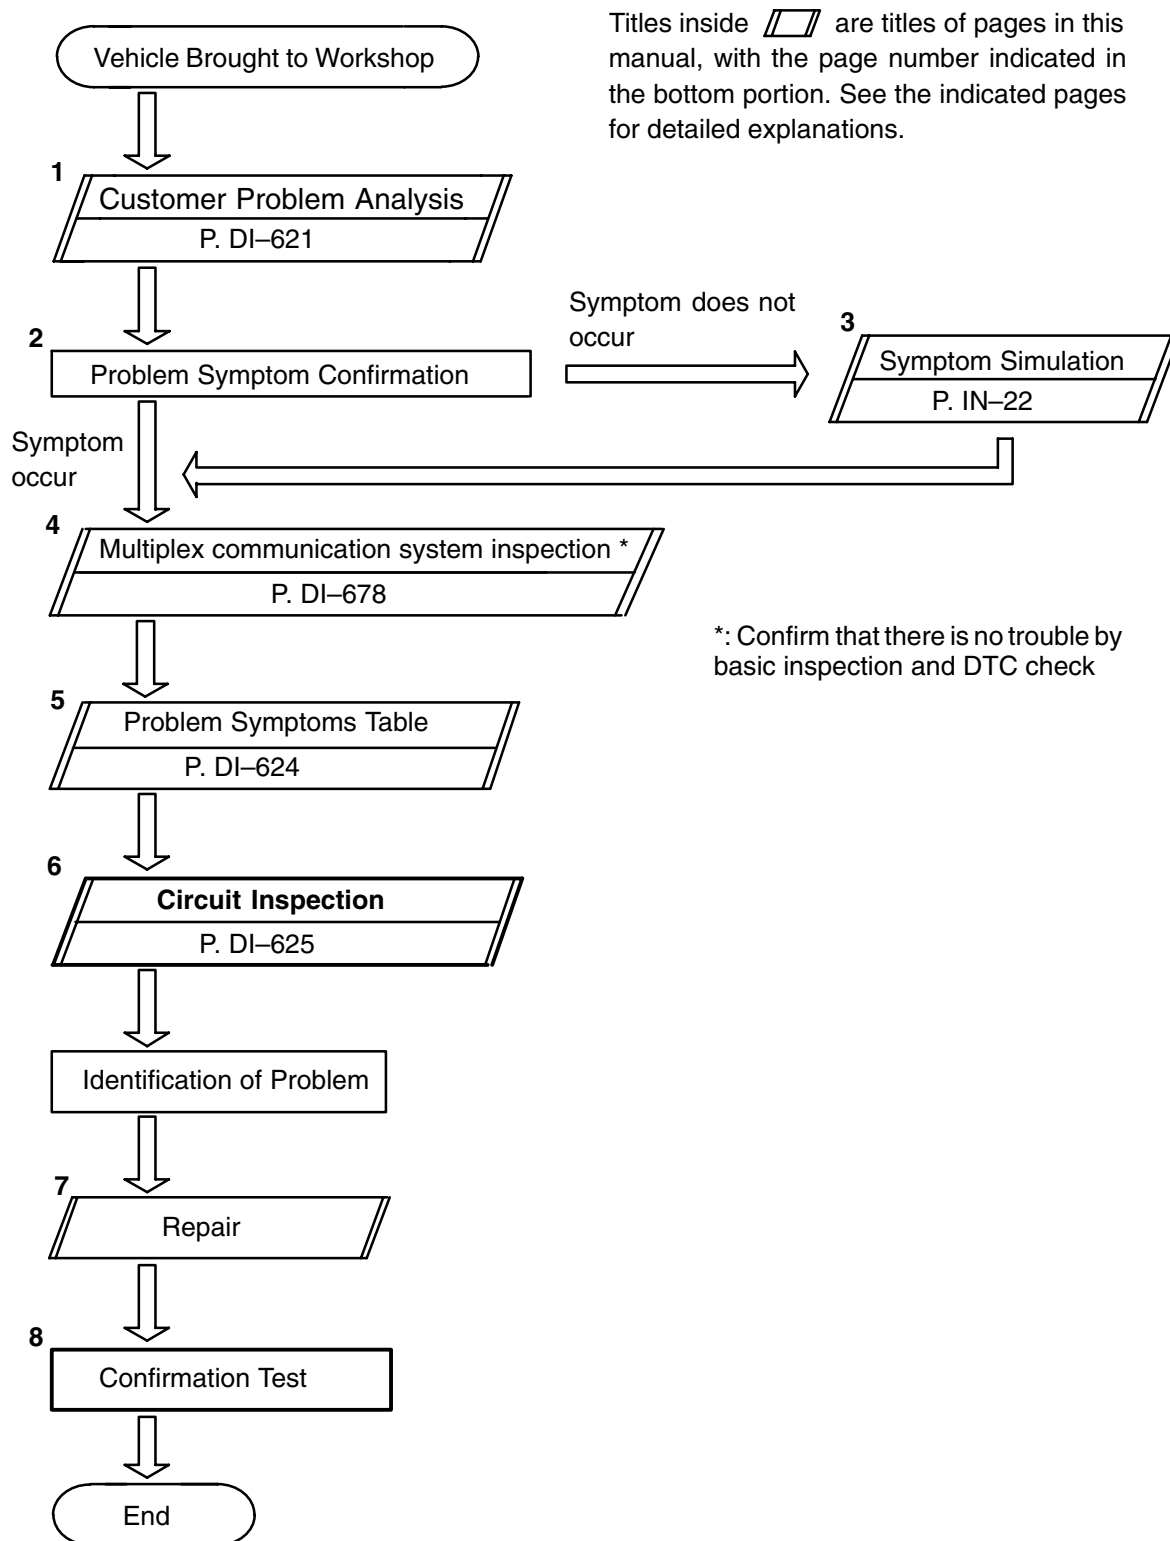 Titles inside are titles of pages in this
manual, with the page number indicated in
the bottom portion. See the indicated pages
for detailed explanations.
Vehicle Brought to Workshop
1
Customer Problem Analysis
P. DI–621
2
Problem Symptom Confirmation
Symptom does not
occur
3
Symptom Simulation
P. IN–22
Symptom
occur
4
Multiplex communication system inspection *
P. DI–678
*: Confirm that there is no trouble by
basic inspection and DTC check
5
Problem Symptoms Table
P. DI–624
6
Circuit Inspection
P. DI–625
Identification of Problem
7
Repair
8
Confirmation Test
End